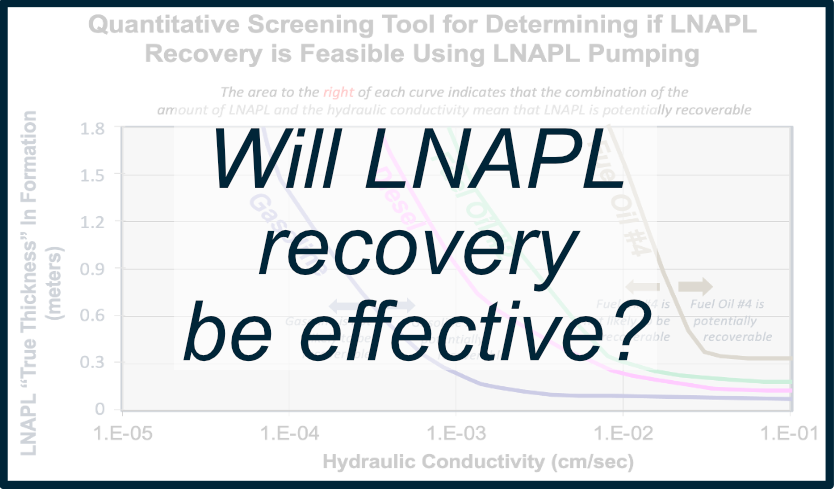 Quantitative Screening Tool for Determining if LNAPL
Recovery is Feasible Using LNAPL Pumping
The area to the right of each curve indicates that the combination of the
amount of LNAPL and the hydraulic conductivity mean that LNAPL is potentially recoverable
Will LNAPL
recovery
be effective?
LNAPL “True Thickness” In Formation
(meters)
1.8
1.5
1.2
0.9
0.6
0.3
0
Gasoline
Diesel
Fuel Oil #4
Fuel Oil #4 is
potentially
recoverable
1.E-05 1.E-04 1.E-03 1.E-02 1.E-01
Hydraulic Conductivity (cm/sec)